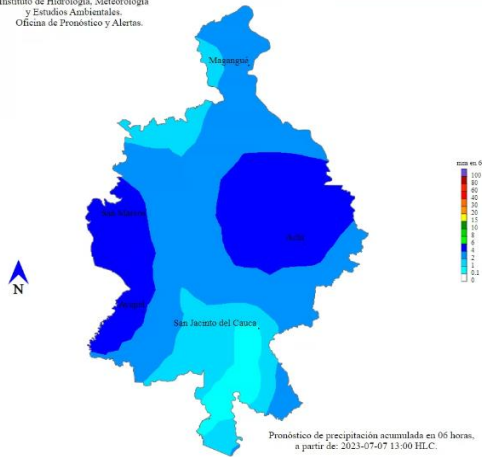 Instituto de Hidrología, Meteorología
y Estudios Ambientales.
Oficina de Pronóstico y Alertas.
Magangué
mm en 6
100
80
60
40
30
20
15
10
8
6
4
2
1
0.1
0
San Jacinto del Cauca
N
Pronóstico de precipitación acumulada en 06 horas,
a partir de: 2023-07-07 13:00 HLC.